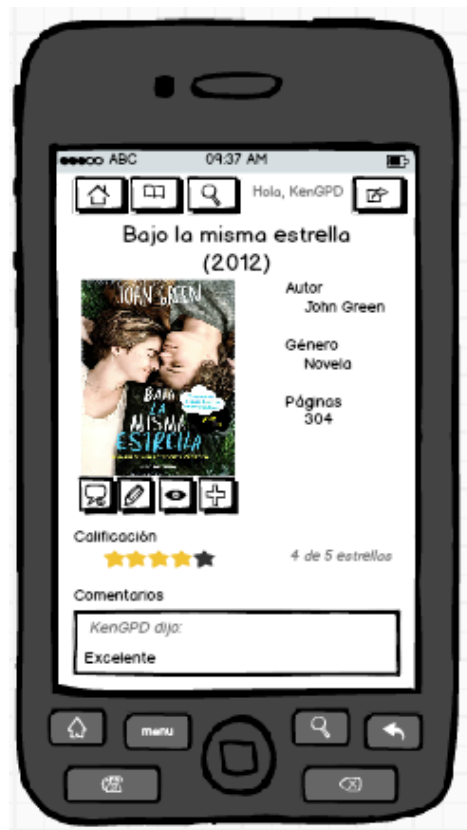 ABC 09:37 AM
Hola, KenGPD
Bajo la misma estrella
(2012)
JOHN GREEN
BAJO
LA
MISMA
ESTRELLA
Autor
John Green
Género
Novela
Páginas
304
Calificación
4 de 5 estrellas
Comentarios
KenGPD dijo:
Excelente
menu